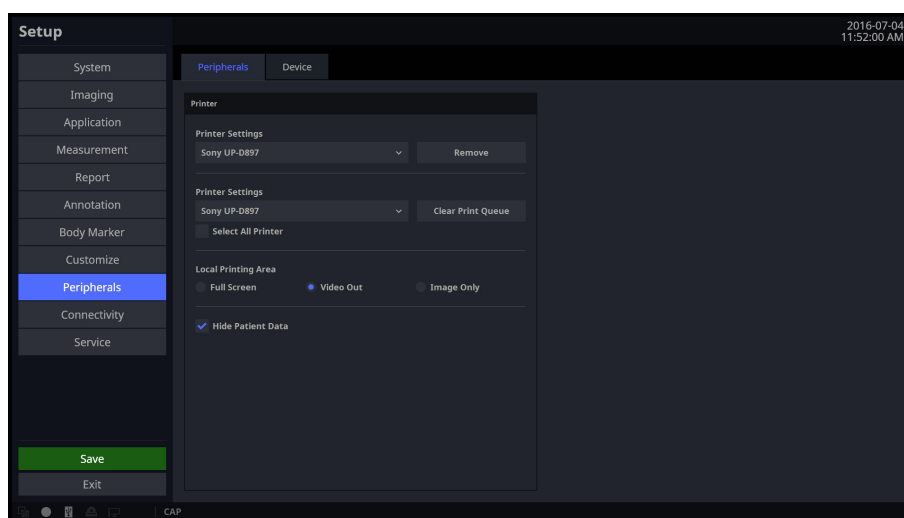 Setup
2016-07-04
11:52:00 AM
System
Imaging
Application
Measurement
Report
Annotation
Body Marker
Customize
Peripherals
Connectivity
Service
Save
Exit
Peripherals
Device
Printer
Printer Settings
Sony UP-D897
Remove
Printer Settings
Sony UP-D897
Clear Print Queue
Select All Printer
Local Printing Area
Full Screen
Video Out
Image Only
Hide Patient Data
CAP